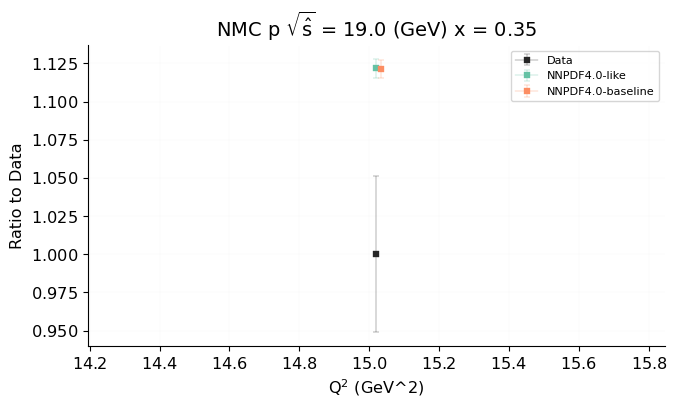 NMC p √ŝ = 19.0 (GeV) x = 0.35
Ratio to Data
1.125
1.100
1.075
1.050
1.025
1.000
0.975
0.950
Data
NNPDF4.0-like
NNPDF4.0-baseline
14.2 14.4 14.6 14.8 15.0 15.2 15.4 15.6 15.8
Q² (GeV^2)